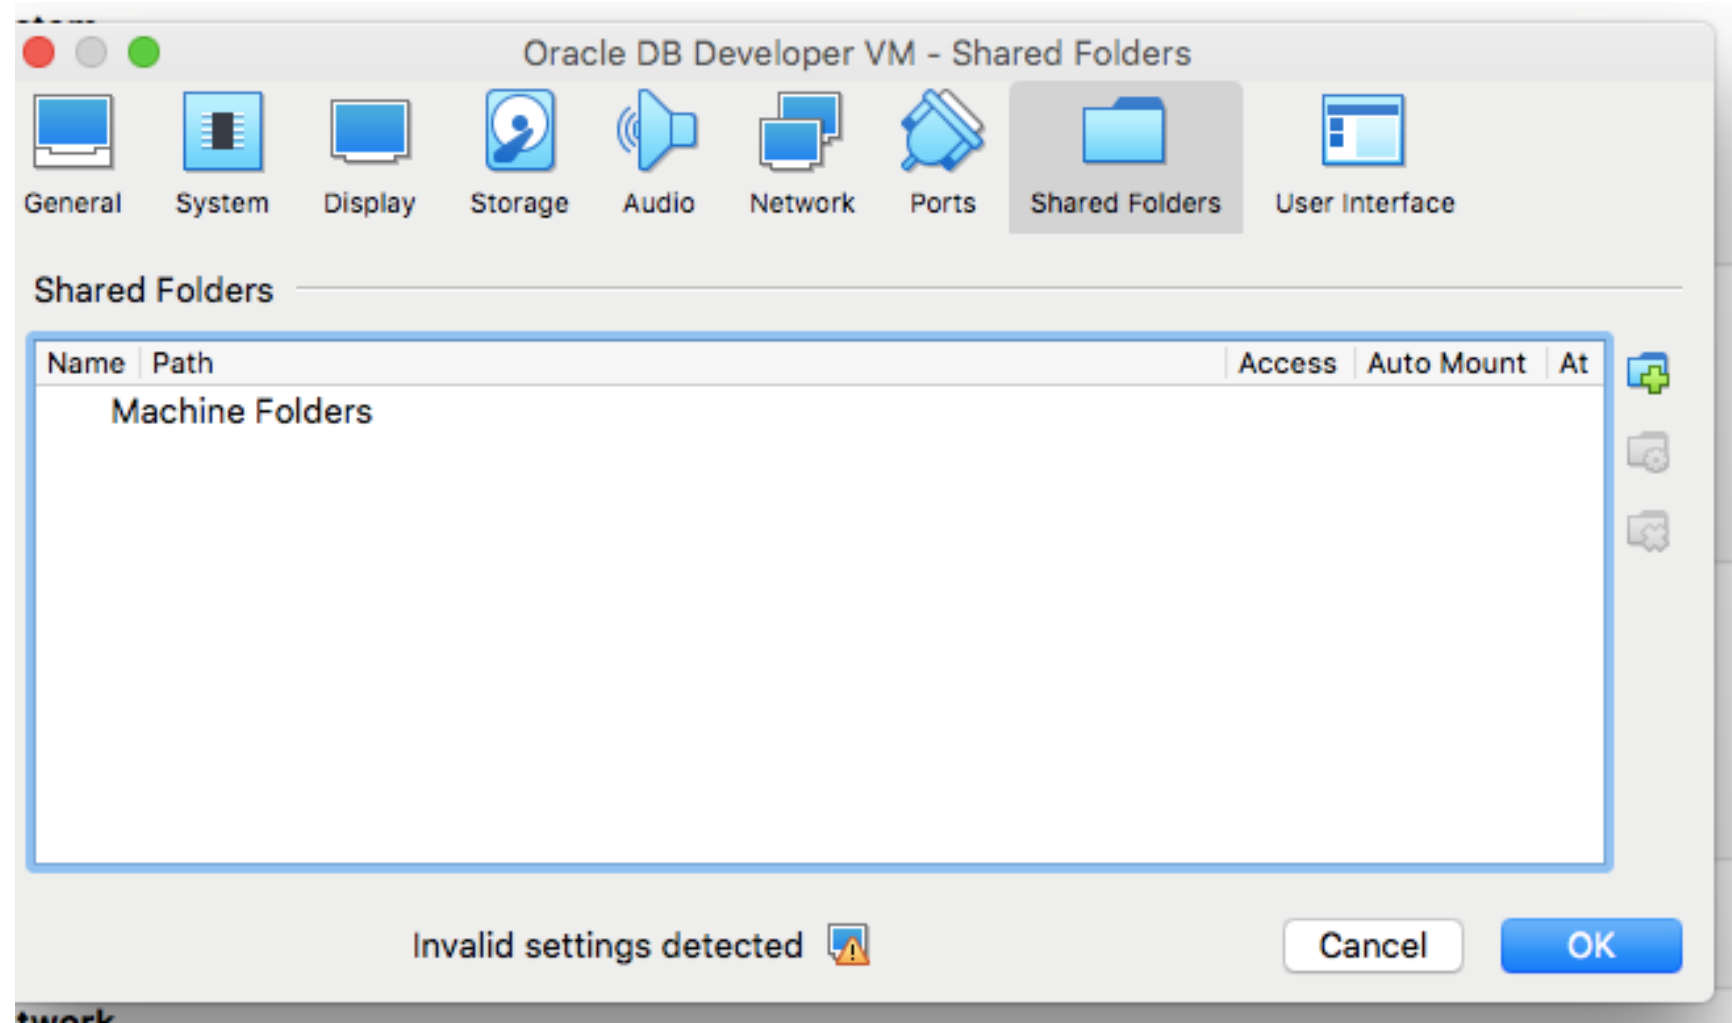 Oracle DB Developer VM - Shared Folders
General System Display Storage Audio Network Ports Shared Folders User Interface
Shared Folders
Name Path Access Auto Mount At
Machine Folders
Invalid settings detected Cancel OK